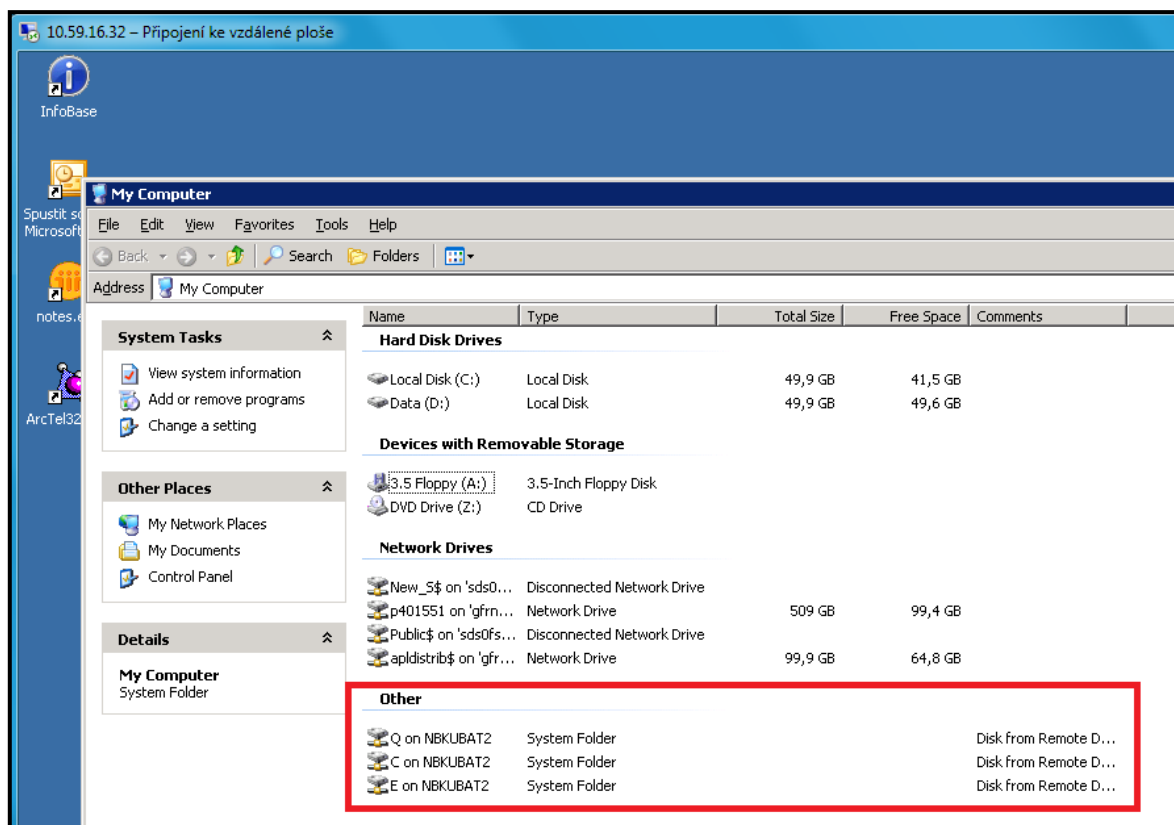 10.59.16.32 – Připojení ke vzdálené ploše
InfoBase
Spustit
Microsoft
notes.e
ArcTel32
My Computer
File Edit View Favorites Tools Help
Back Search Folders
Address My Computer
System Tasks
View system information
Add or remove programs
Change a setting
Other Places
My Network Places
My Documents
Control Panel
Details
My Computer
System Folder
Name Type Total Size Free Space Comments
Hard Disk Drives
Local Disk (C:) Local Disk 49,9 GB 41,5 GB
Data (D:) Local Disk 49,9 GB 49,6 GB
Devices with Removable Storage
3.5 Floppy (A:) 3.5-Inch Floppy Disk
DVD Drive (Z:) CD Drive
Network Drives
New_S$ on 'sds0... Disconnected Network Drive
p401551 on 'gfrn... Network Drive 509 GB 99,4 GB
Public$ on 'sds0fs... Disconnected Network Drive
apldistrib$ on 'gfr... Network Drive 99,9 GB 64,8 GB
Other
Q on NBKUBAT2 System Folder Disk from Remote D...
C on NBKUBAT2 System Folder Disk from Remote D...
E on NBKUBAT2 System Folder Disk from Remote D...